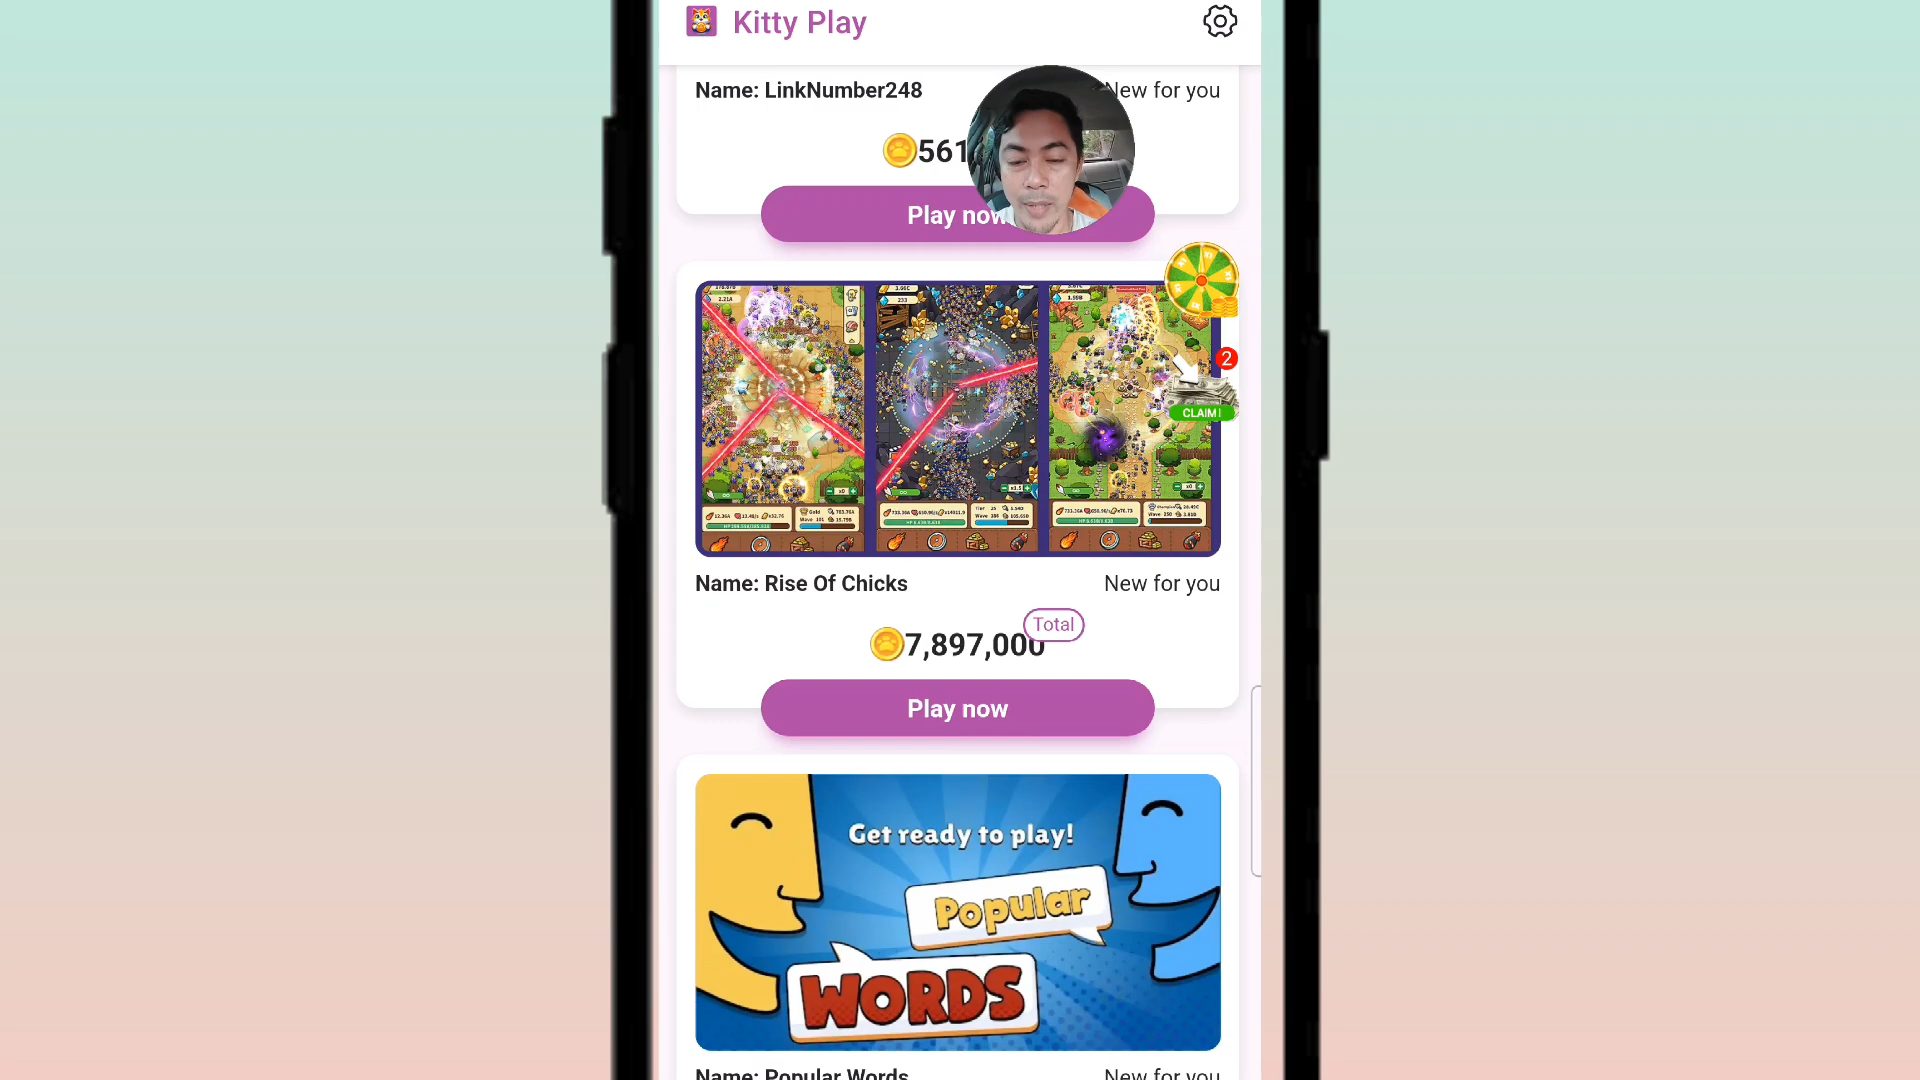 Kitty Play
Name: LinkNumber248
New for you
561
Play now
2
CLAIM!
Name: Rise Of Chicks
New for you
Total
7,897,000
Play now
Get ready to play!
Popular
WORDS
Name: Popular Words
New for you